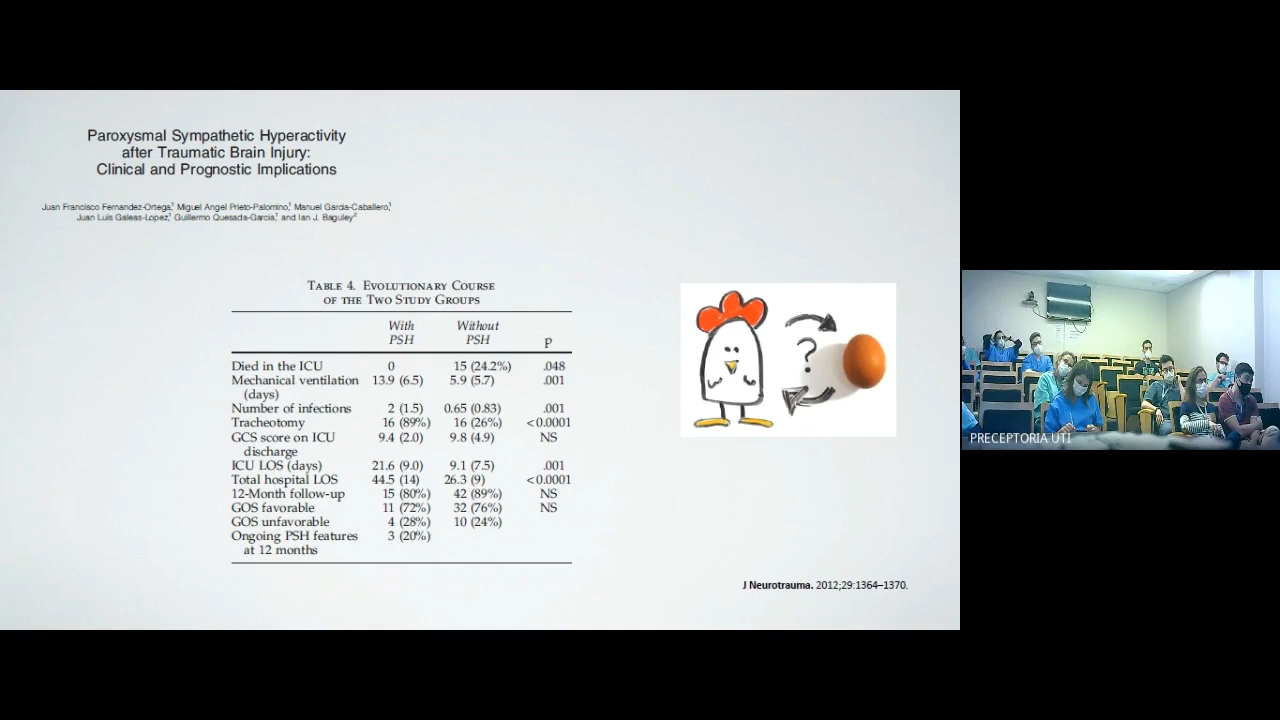 Paroxysmal Sympathetic Hyperactivity
after Traumatic Brain Injury:
Clinical and Prognostic Implications
Juan Francisco Fernandez-Ortega,1 Miguel Angel Prieto-Palomino,1 Manuel Garcia-Caballero,1
Juan Luis Galeas-Lopez,1 Guillermo Quesada-Garcia,1 and Ian J. Baguley2
TABLE 4. EVOLUTIONARY COURSE
OF THE TWO STUDY GROUPS
With PSH Without PSH P
Died in the ICU 0 15 (24.2%) .048
Mechanical ventilation (days) 13.9 (6.5) 5.9 (5.7) .001
Number of infections 2 (1.5) 0.65 (0.83) .001
Tracheotomy 16 (89%) 16 (26%) <0.0001
GCS score on ICU discharge 9.4 (2.0) 9.8 (4.9) NS
ICU LOS (days) 21.6 (9.0) 9.1 (7.5) .001
Total hospital LOS 44.5 (14) 26.3 (9) <0.0001
12-Month follow-up 15 (80%) 42 (89%) NS
GOS favorable 11 (72%) 32 (76%) NS
GOS unfavorable 4 (28%) 10 (24%)
Ongoing PSH features at 12 months 3 (20%)
?
J Neurotrauma. 2012;29:1364–1370.
PRECEPTORIA UTI